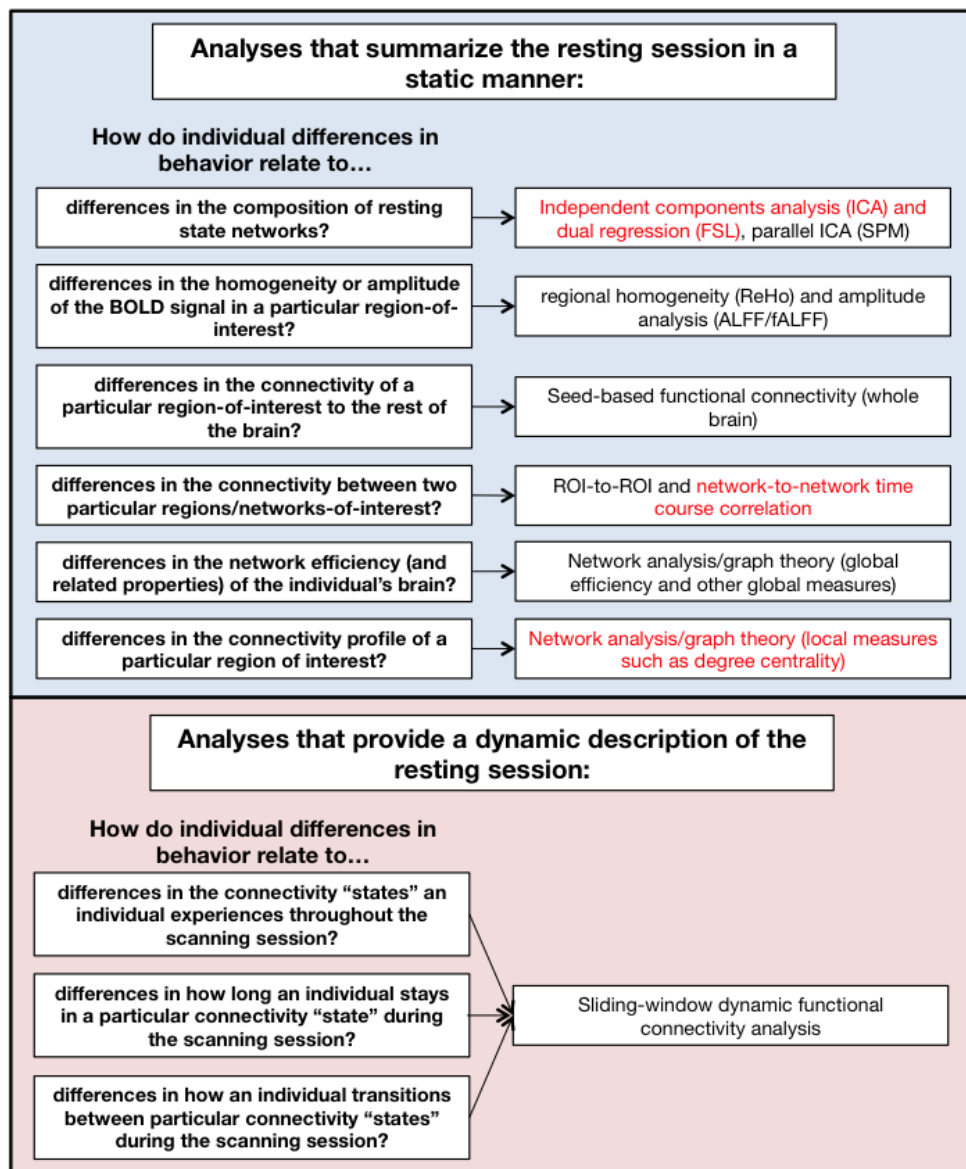 Analyses that summarize the resting session in a
static manner:
How do individual differences in
behavior relate to…
differences in the composition of resting
state networks?
Independent components analysis (ICA) and
dual regression (FSL), parallel ICA (SPM)
differences in the homogeneity or amplitude
of the BOLD signal in a particular region-of-
interest?
regional homogeneity (ReHo) and amplitude
analysis (ALFF/fALFF)
differences in the connectivity of a
particular region-of-interest to the rest of
the brain?
Seed-based functional connectivity (whole
brain)
differences in the connectivity between two
particular regions/networks-of-interest?
ROI-to-ROI and network-to-network time
course correlation
differences in the network efficiency (and
related properties) of the individual's brain?
Network analysis/graph theory (global
efficiency and other global measures)
differences in the connectivity profile of a
particular region of interest?
Network analysis/graph theory (local measures
such as degree centrality)
Analyses that provide a dynamic description of the
resting session:
How do individual differences in
behavior relate to…
differences in the connectivity “states” an
individual experiences throughout the
scanning session?
differences in how long an individual stays
in a particular connectivity “state” during
the scanning session?
differences in how an individual transitions
between particular connectivity “states”
during the scanning session?
Sliding-window dynamic functional
connectivity analysis